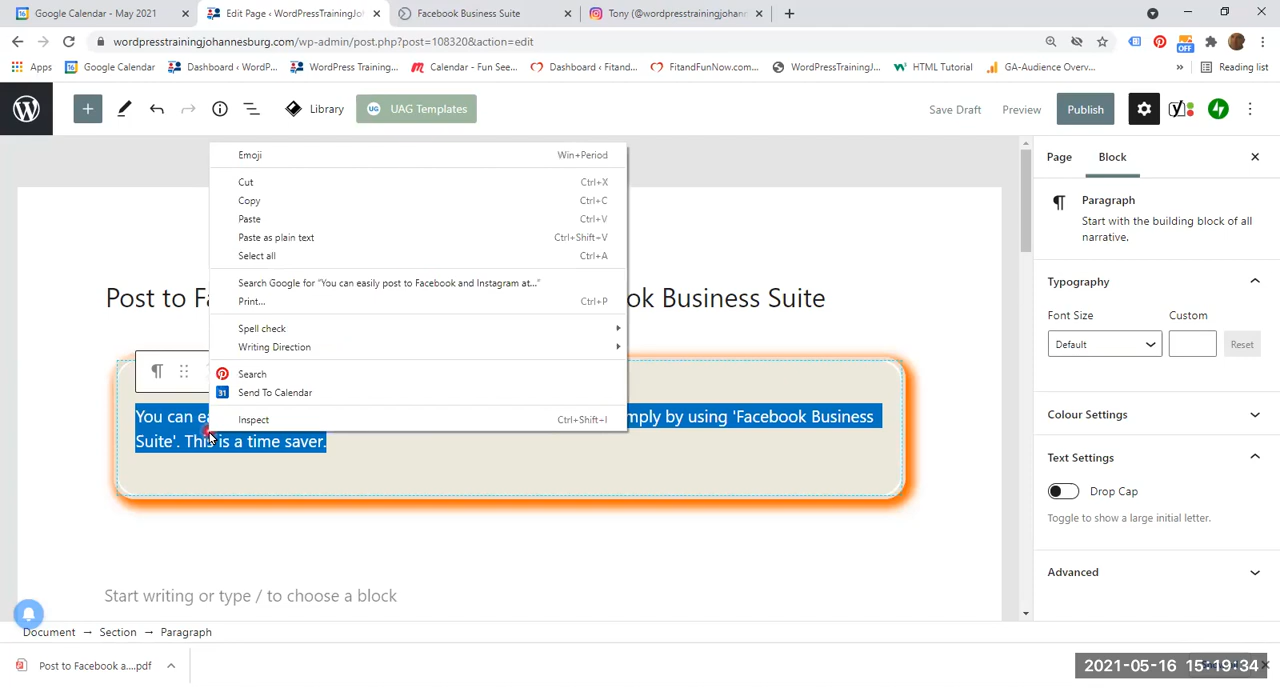 Google Calendar - May 2021
Edit Page ‹ WordPressTrainingJo
Facebook Business Suite
Tony (@wordpresstrainingjohann
wordpresstrainingjohannesburg.com/wp-admin/post.php?post=108320&action=edit
OFF
Apps
Google Calendar
Dashboard ‹ WordP...
WordPress Training...
Calendar - Fun See...
Dashboard ‹ Fitand...
FitandFunNow.com...
WordPressTrainingJ...
HTML Tutorial
GA-Audience Overv...
»
Reading list
Library
UG UAG Templates
Save Draft
Preview
Publish
Emoji Win+Period
Cut Ctrl+X
Copy Ctrl+C
Paste Ctrl+V
Paste as plain text Ctrl+Shift+V
Select all Ctrl+A
Search Google for "You can easily post to Facebook and Instagram at..."
Print... Ctrl+P
Spell check
Writing Direction
Search
31 Send To Calendar
Inspect Ctrl+Shift+I
Post to Fa ok Business Suite
You can ea mply by using 'Facebook Business
Suite'. This is a time saver.
Start writing or type / to choose a block
Page Block
Paragraph
Start with the building block of all
narrative.
Typography
Font Size Custom
Default
Reset
Colour Settings
Text Settings
Drop Cap
Toggle to show a large initial letter.
Advanced
Document → Section → Paragraph
Post to Facebook a....pdf
2021-05-16 15:19:34